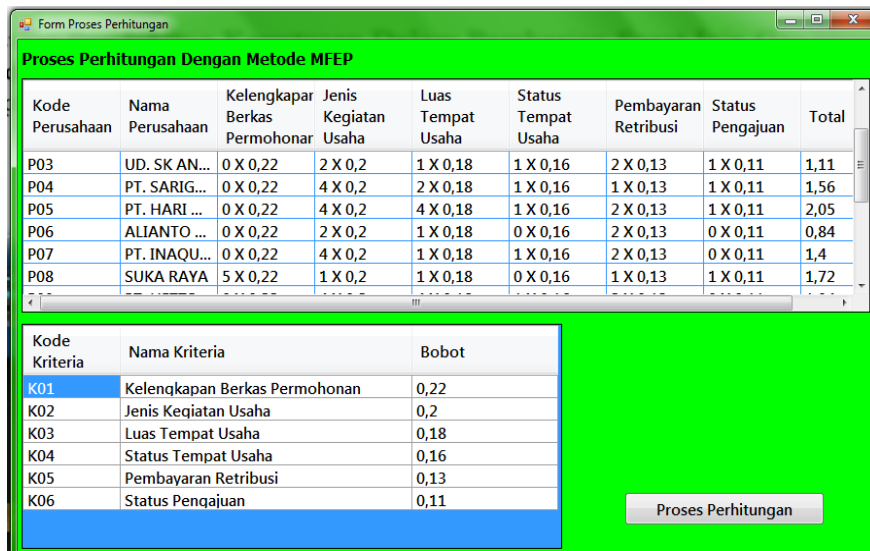 Form Proses Perhitungan
Proses Perhitungan Dengan Metode MFEP
Kode Perusahaan Nama Perusahaan Kelengkapan Berkas Permohonan Jenis Kegiatan Usaha Luas Tempat Usaha Status Tempat Usaha Pembayaran Retribusi Status Pengajuan Total
P03 UD. SK AN... 0 X 0,22 2 X 0,2 1 X 0,18 1 X 0,16 2 X 0,13 1 X 0,11 1,11
P04 PT. SARIG... 0 X 0,22 4 X 0,2 2 X 0,18 1 X 0,16 1 X 0,13 1 X 0,11 1,56
P05 PT. HARI ... 0 X 0,22 4 X 0,2 4 X 0,18 1 X 0,16 2 X 0,13 1 X 0,11 2,05
P06 ALIANTO ... 0 X 0,22 2 X 0,2 1 X 0,18 0 X 0,16 2 X 0,13 0 X 0,11 0,84
P07 PT. INAQU... 0 X 0,22 4 X 0,2 1 X 0,18 1 X 0,16 2 X 0,13 0 X 0,11 1,4
P08 SUKA RAYA 5 X 0,22 1 X 0,2 1 X 0,18 0 X 0,16 1 X 0,13 1 X 0,11 1,72
Kode Kriteria Nama Kriteria Bobot
K01 Kelengkapan Berkas Permohonan 0,22
K02 Jenis Kegiatan Usaha 0,2
K03 Luas Tempat Usaha 0,18
K04 Status Tempat Usaha 0,16
K05 Pembayaran Retribusi 0,13
K06 Status Pengajuan 0,11
Proses Perhitungan